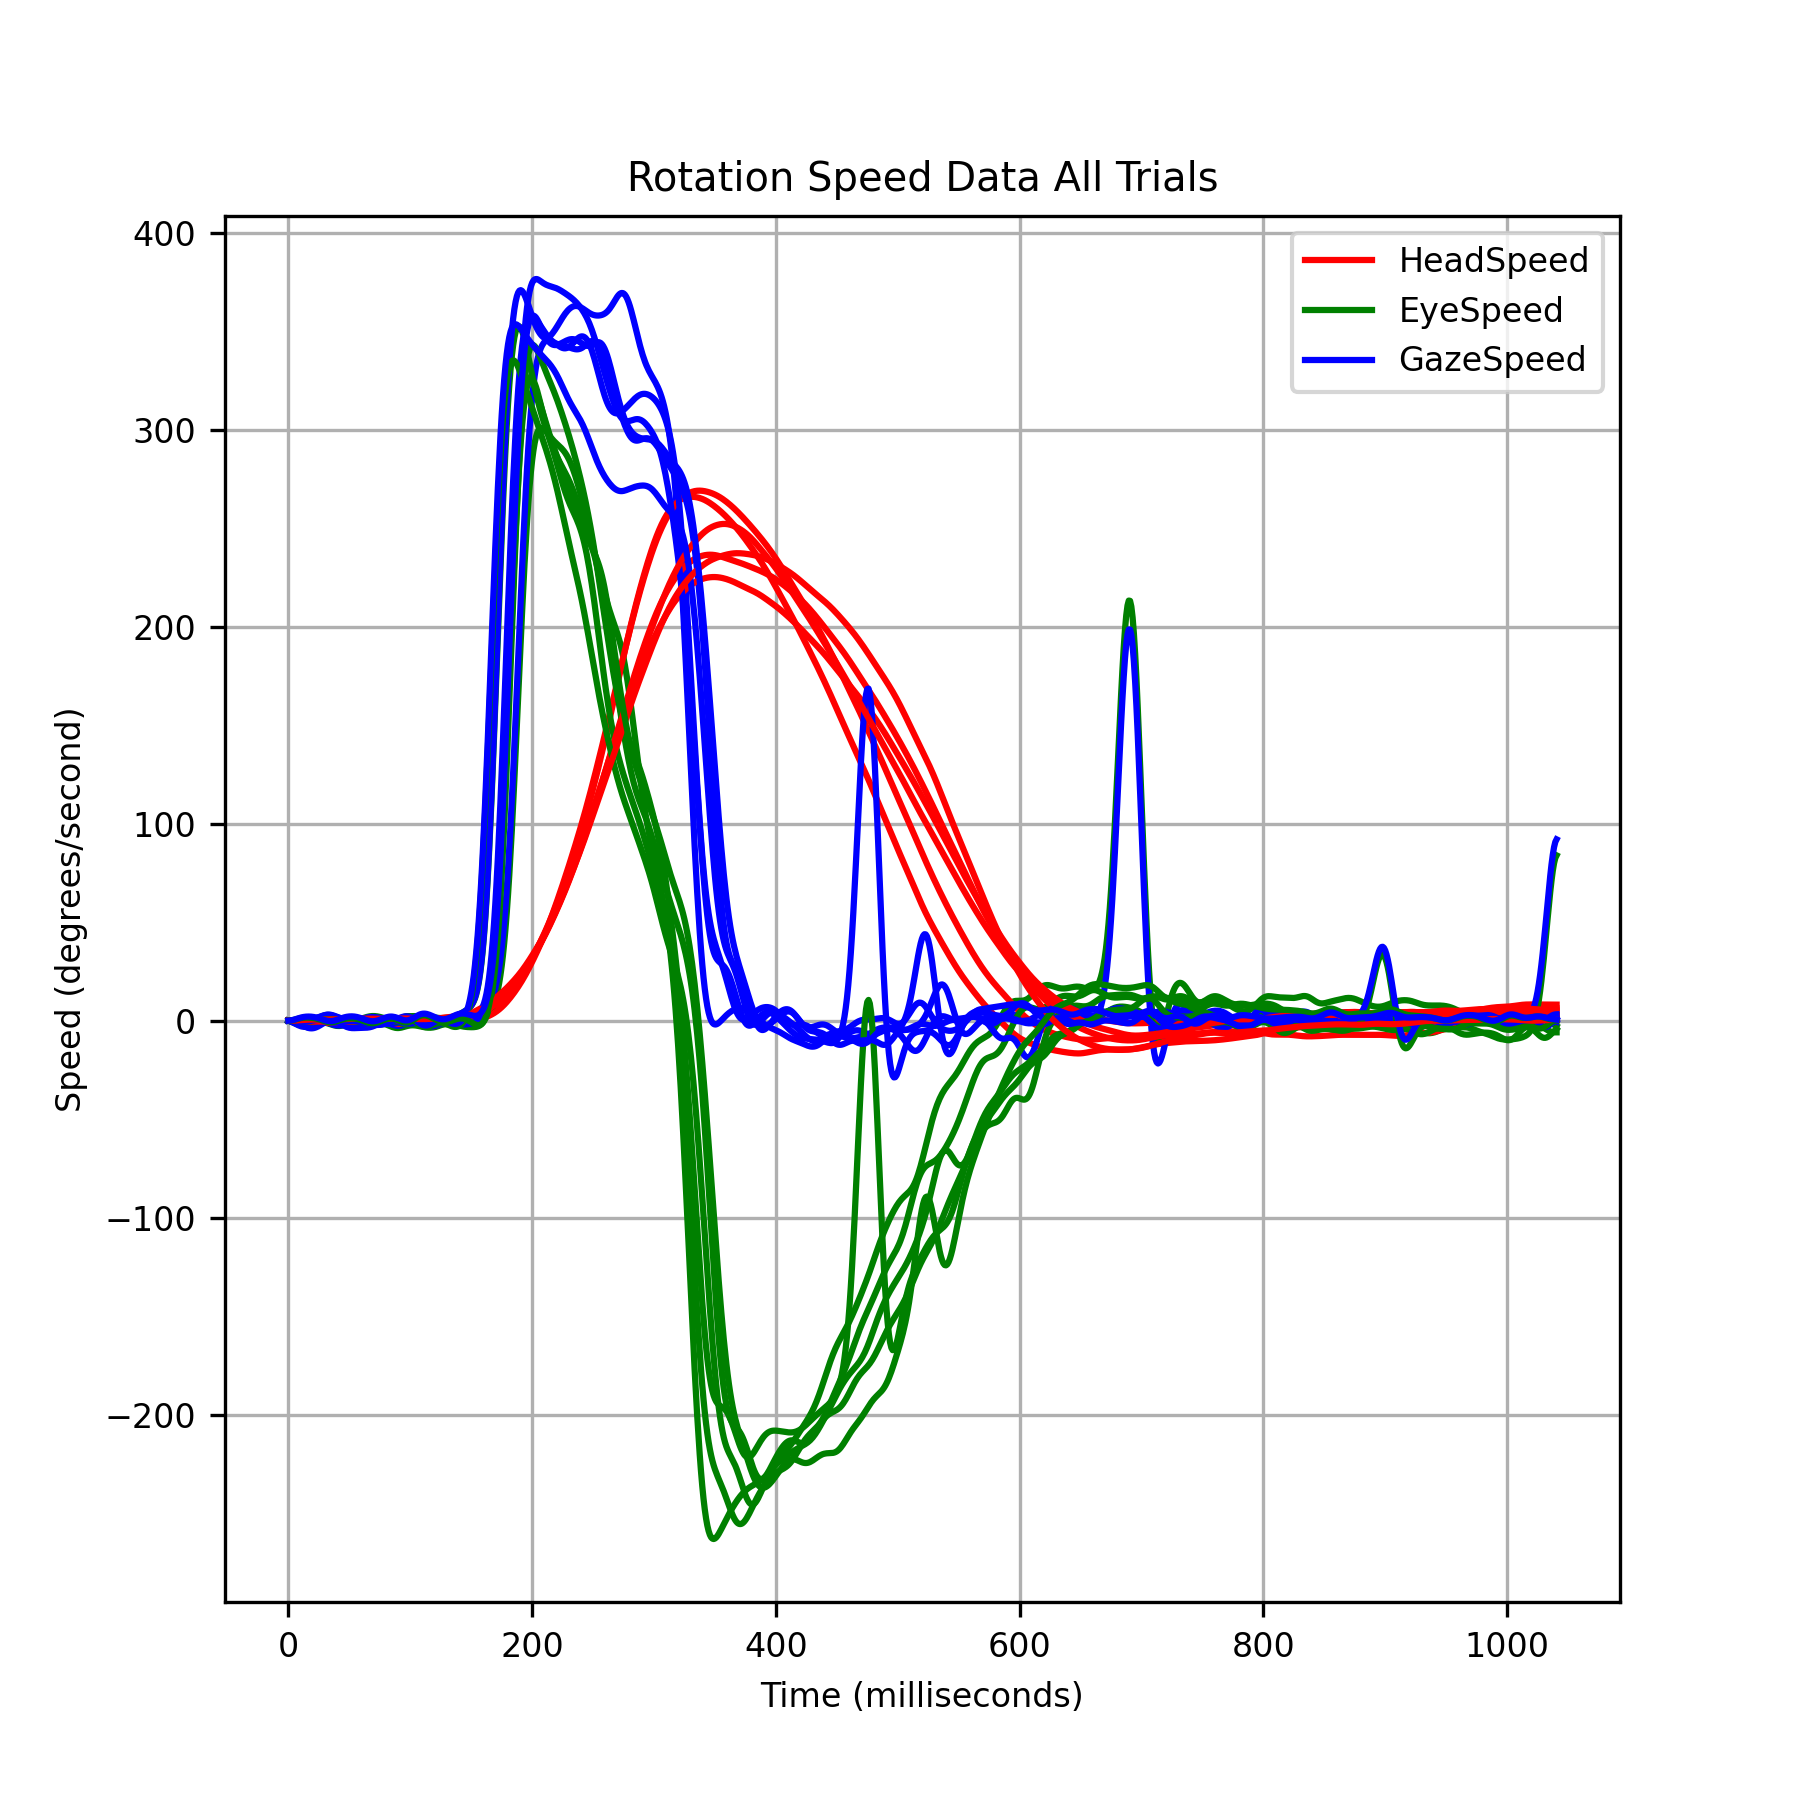 Rotation Speed Data All Trials
400
300
200
100
0
−100
−200
Speed (degrees/second)
HeadSpeed
EyeSpeed
GazeSpeed
0 200 400 600 800 1000
Time (milliseconds)